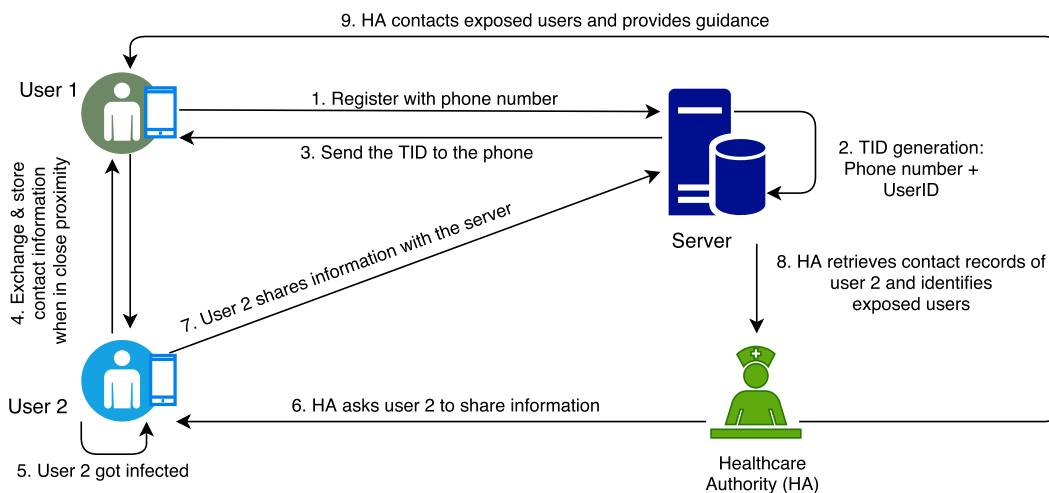 9. HA contacts exposed users and provides guidance
User 1
1. Register with phone number
3. Send the TID to the phone
2. TID generation:
Phone number +
UserID
Server
4. Exchange & store
contact information
when in close proximity
7. User 2 shares information with the server
8. HA retrieves contact records of
user 2 and identifies
exposed users
User 2
6. HA asks user 2 to share information
5. User 2 got infected
Healthcare
Authority (HA)